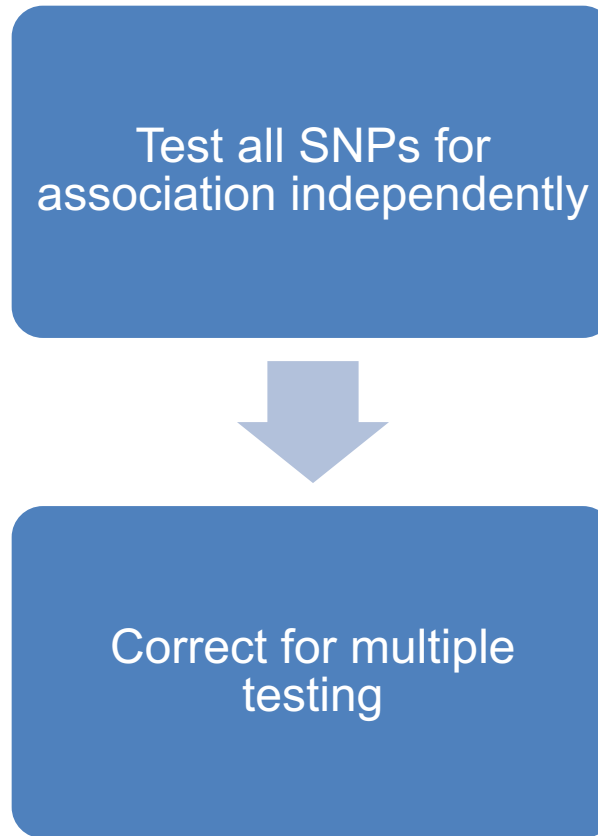 Test all SNPs for
association independently
Correct for multiple
testing